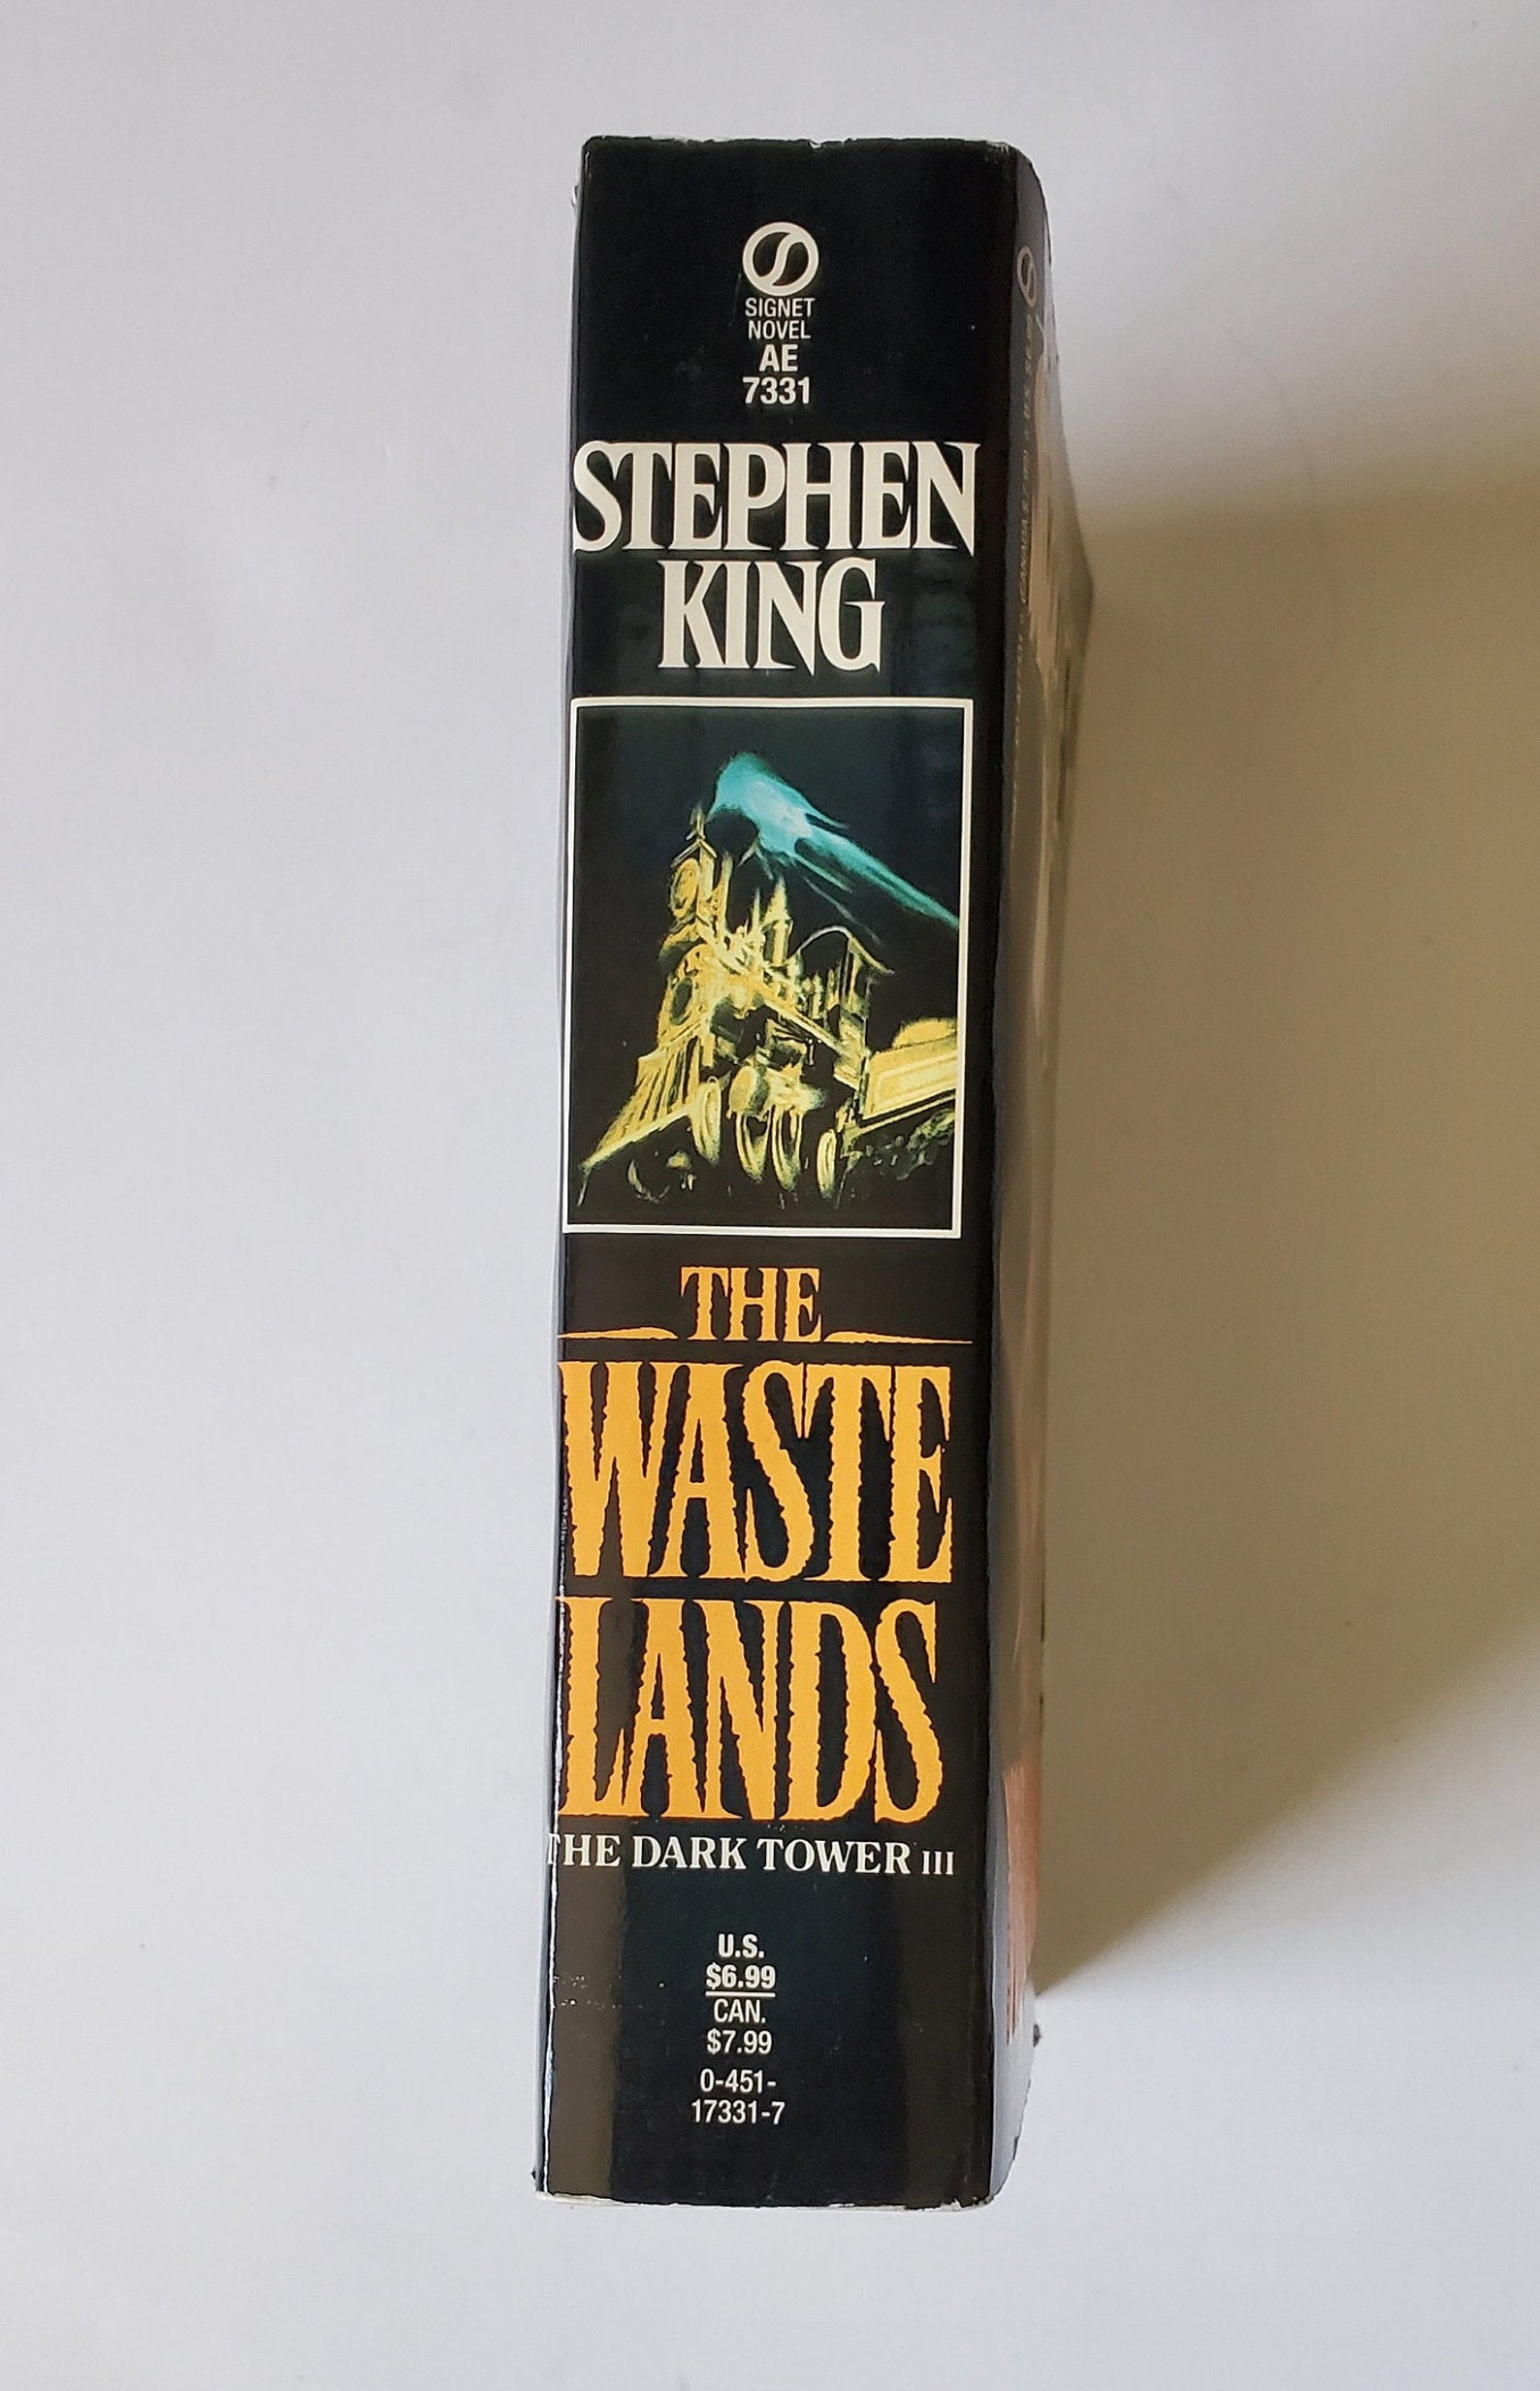 SIGNET
NOVEL
AE
7331
STEPHEN
KING
THE
WASTE
LANDS
THE DARK TOWER III
U.S.
$6.99
CAN.
$7.99
0-451-
17331-7